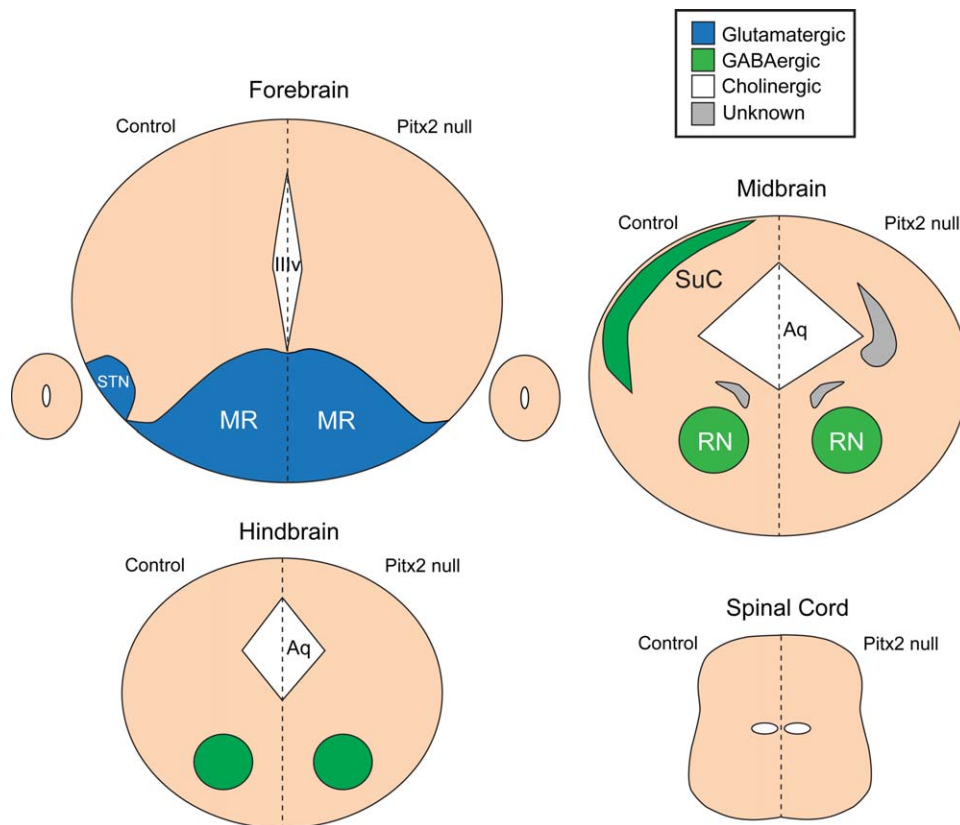 Glutamatergic
GABAergic
Cholinergic
Unknown
Forebrain
Control
Pitx2 null
IIIv
STN
MR
MR
Midbrain
Control
Pitx2 null
SuC
Aq
RN
RN
Hindbrain
Control
Pitx2 null
Aq
Spinal Cord
Control
Pitx2 null